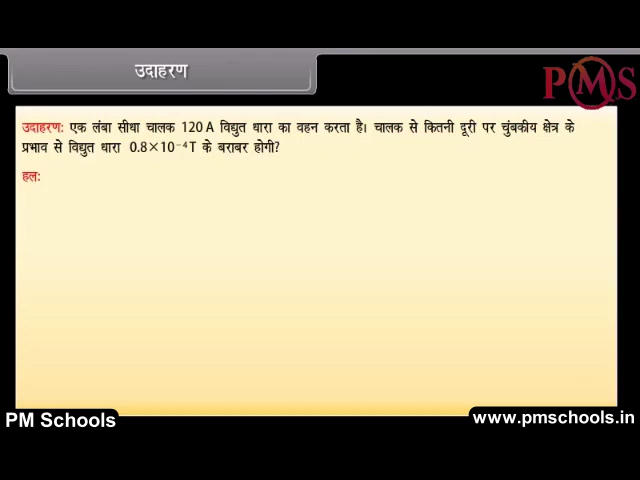 उदाहरण
PMS
उदाहरण: एक लंबा सीधा चालक 120 A विद्युत धारा का वहन करता है। चालक से कितनी दूरी पर चुंबकीय क्षेत्र के
प्रभाव से विद्युत धारा 0.8×10⁻⁴T के बराबर होगी?
हल:
PM Schools
www.pmschools.in